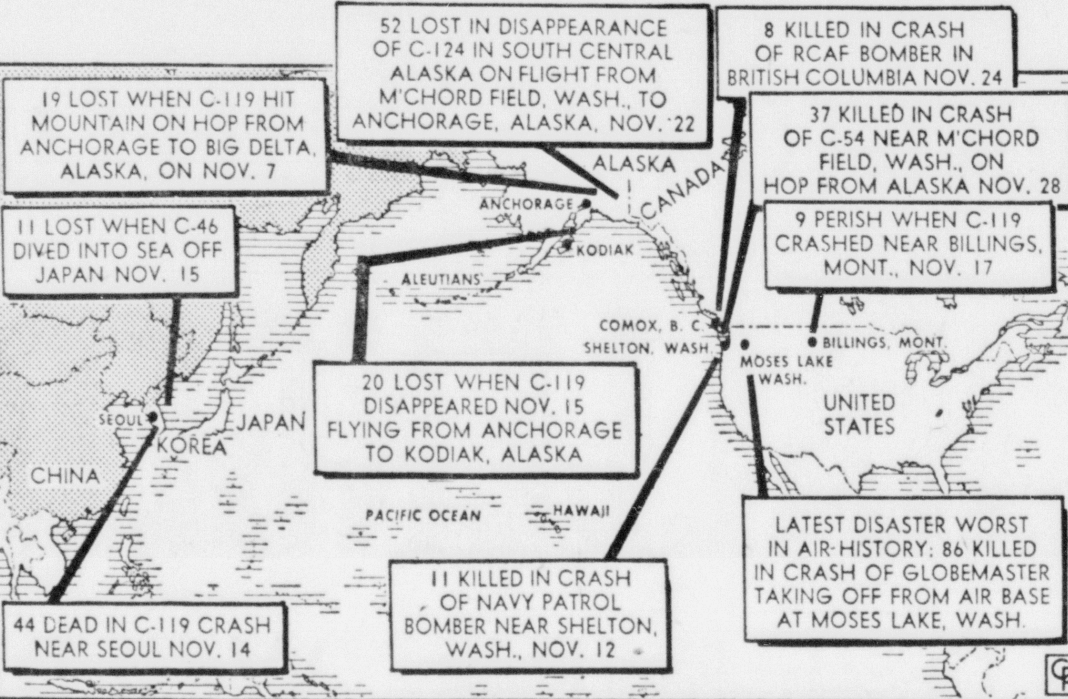 52 LOST IN DISAPPEARANCE
OF C-124 IN SOUTH CENTRAL
ALASKA ON FLIGHT FROM
M'CHORD FIELD, WASH., TO
ANCHORAGE, ALASKA, NOV. 22
8 KILLED IN CRASH
OF RCAF BOMBER IN
BRITISH COLUMBIA NOV. 24
19 LOST WHEN C-119 HIT
MOUNTAIN ON HOP FROM
ANCHORAGE TO BIG DELTA,
ALASKA, ON NOV. 7
37 KILLED IN CRASH
OF C-54 NEAR M'CHORD
FIELD, WASH., ON
HOP FROM ALASKA NOV. 28
11 LOST WHEN C-46
DIVED INTO SEA OFF
JAPAN NOV. 15
9 PERISH WHEN C-119
CRASHED NEAR BILLINGS,
MONT., NOV. 17
ALASKA
CANADA
ANCHORAGE
KODIAK
ALEUTIANS
COMOX, B. C.
SHELTON, WASH.
MOSES LAKE
WASH.
BILLINGS, MONT.
UNITED
STATES
20 LOST WHEN C-119
DISAPPEARED NOV. 15
FLYING FROM ANCHORAGE
TO KODIAK, ALASKA
SEOUL
KOREA
JAPAN
CHINA
PACIFIC OCEAN
HAWAII
44 DEAD IN C-119 CRASH
NEAR SEOUL NOV. 14
11 KILLED IN CRASH
OF NAVY PATROL
BOMBER NEAR SHELTON,
WASH., NOV. 12
LATEST DISASTER WORST
IN AIR-HISTORY: 86 KILLED
IN CRASH OF GLOBEMASTER
TAKING OFF FROM AIR BASE
AT MOSES LAKE, WASH.
CP